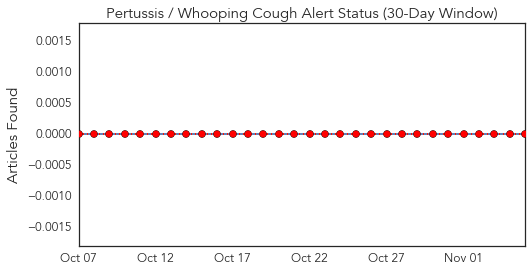 Pertussis / Whooping Cough Alert Status (30-Day Window)
Articles Found
0.0015
0.0010
0.0005
0.0000
−0.0005
−0.0010
−0.0015
Oct 07 Oct 12 Oct 17 Oct 22 Oct 27 Nov 01